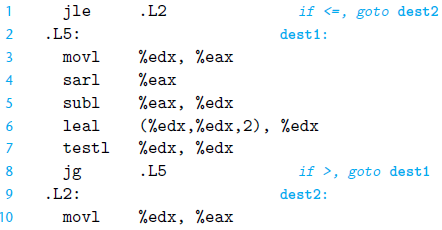 1 jle .L2 if <=, goto dest2
2 .L5: dest1:
3 movl %edx, %eax
4 sarl %eax
5 subl %eax, %edx
6 leal (%edx,%edx,2), %edx
7 testl %edx, %edx
8 jg .L5 if >, goto dest1
9 .L2: dest2:
10 movl %edx, %eax